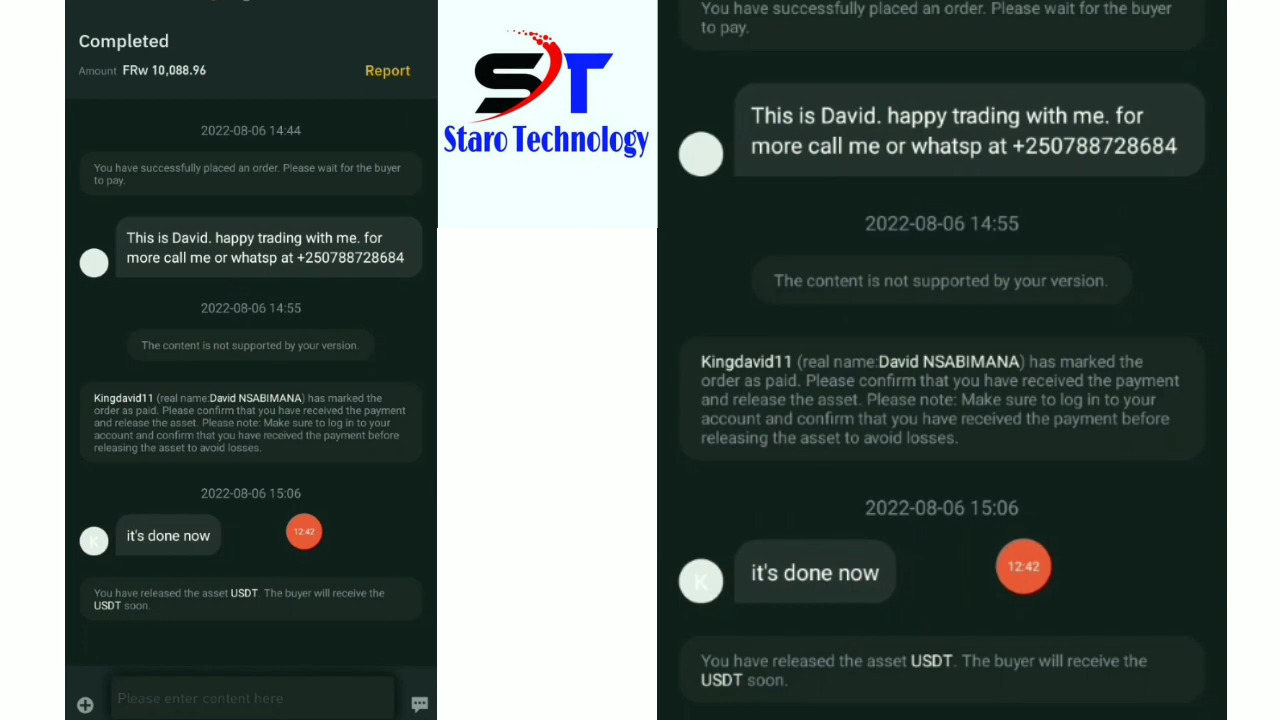 Completed
Amount FRw 10,088.96
Report
2022-08-06 14:44
You have successfully placed an order. Please wait for the buyer
to pay.
This is David. happy trading with me. for
more call me or whatsp at +250788728684
2022-08-06 14:55
The content is not supported by your version.
Kingdavid11 (real name:David NSABIMANA) has marked the
order as paid. Please confirm that you have received the payment
and release the asset. Please note: Make sure to log in to your
account and confirm that you have received the payment before
releasing the asset to avoid losses.
2022-08-06 15:06
K
it's done now
12:42
You have released the asset USDT. The buyer will receive the
USDT soon.
Please enter content here
ST
Staro Technology
You have successfully placed an order. Please wait for the buyer
to pay.
This is David. happy trading with me. for
more call me or whatsp at +250788728684
2022-08-06 14:55
The content is not supported by your version.
Kingdavid11 (real name:David NSABIMANA) has marked the
order as paid. Please confirm that you have received the payment
and release the asset. Please note: Make sure to log in to your
account and confirm that you have received the payment before
releasing the asset to avoid losses.
2022-08-06 15:06
K
it's done now
12:42
You have released the asset USDT. The buyer will receive the
USDT soon.